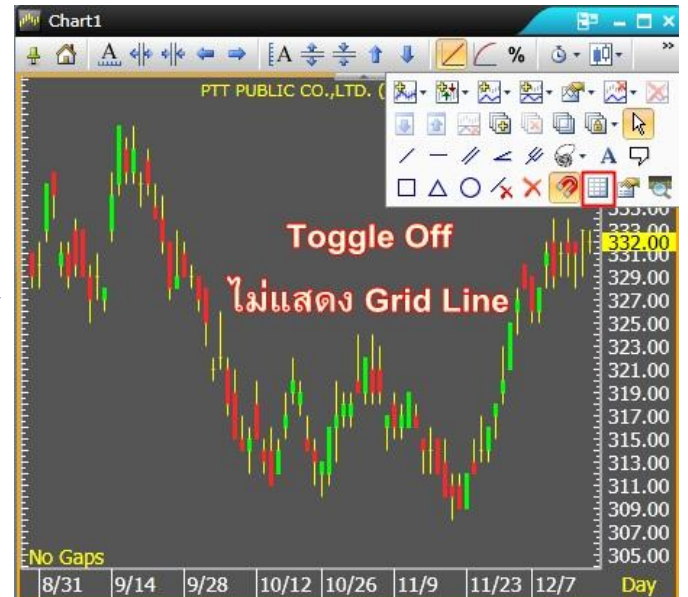 Chart1
A
A
%
»
PTT PUBLIC CO.,LTD. (
A
333.00
332.00
331.00
329.00
327.00
325.00
323.00
321.00
319.00
317.00
315.00
313.00
311.00
309.00
307.00
305.00
Toggle Off
ไม่แสดง Grid Line
No Gaps
8/31 9/14 9/28 10/12 10/26 11/9 11/23 12/7 Day